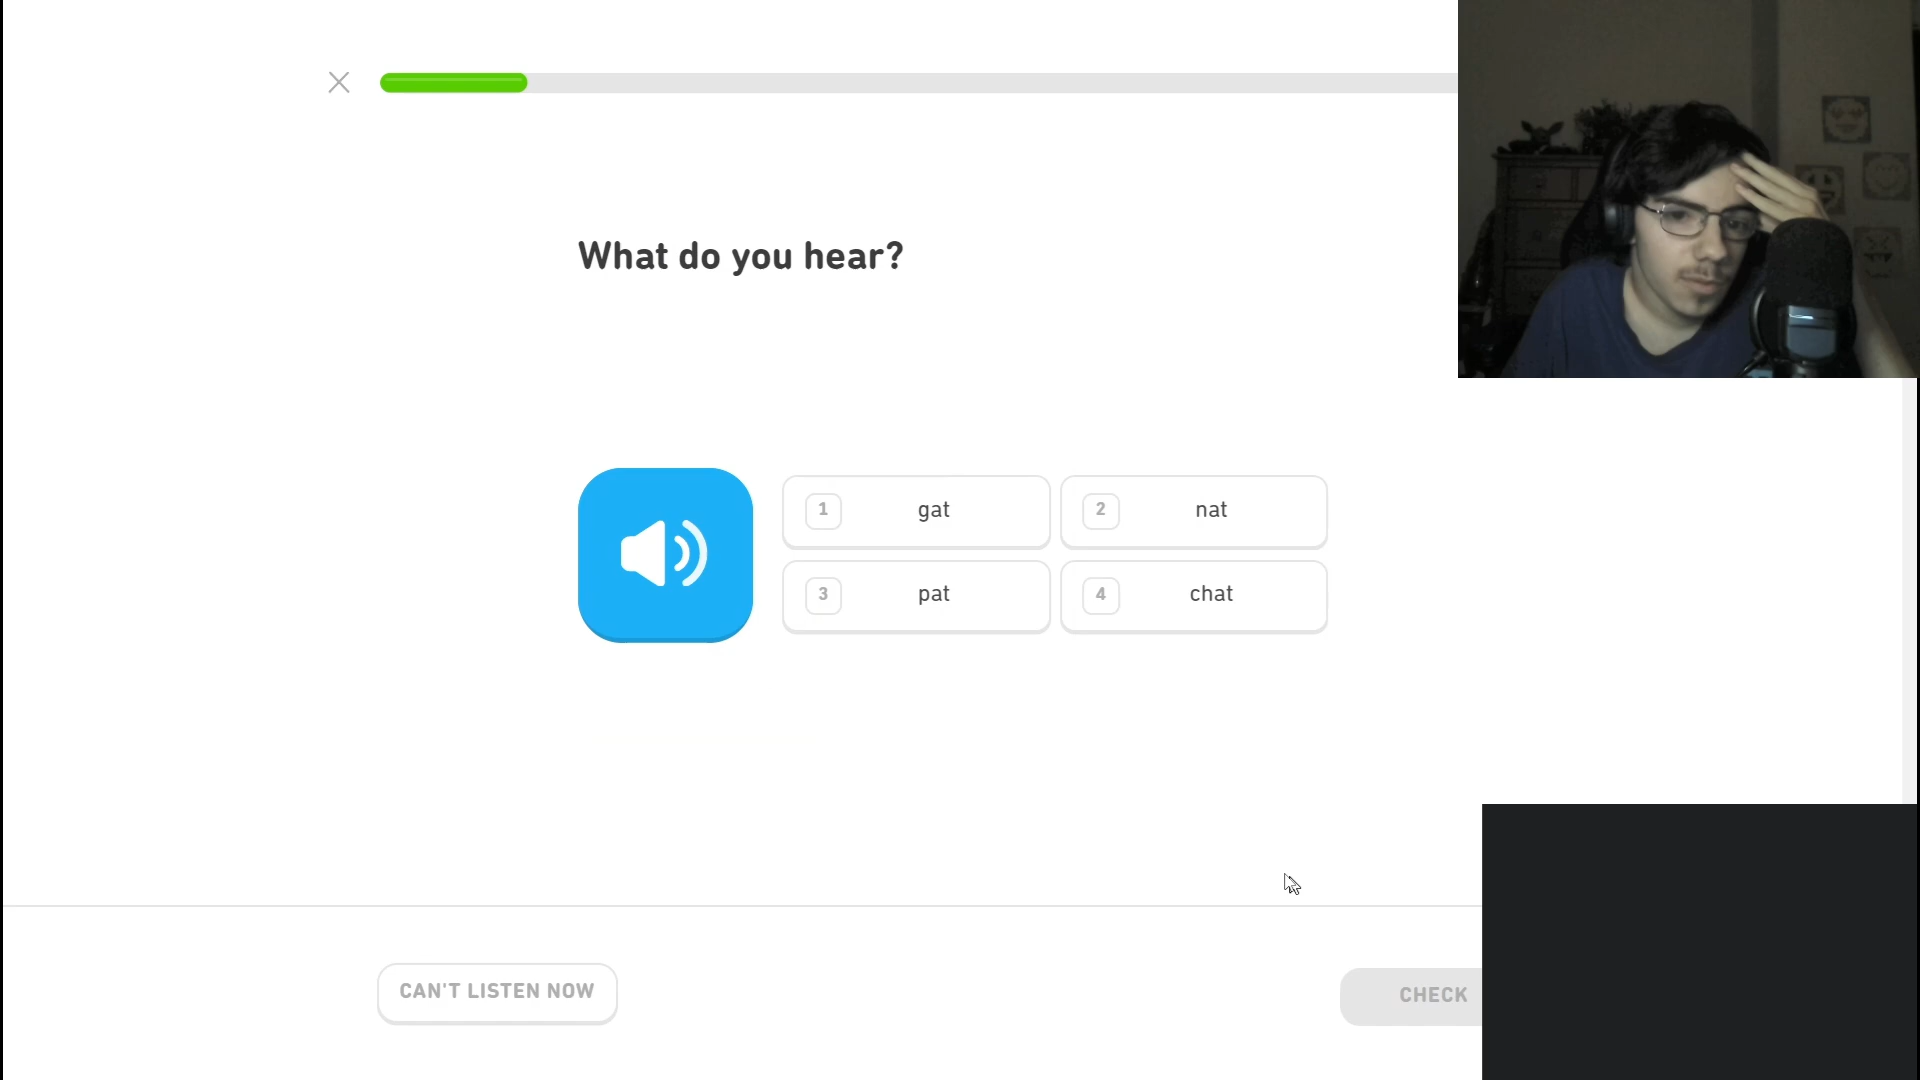 What do you hear?
1 gat
2 nat
3 pat
4 chat
CAN'T LISTEN NOW
CHECK